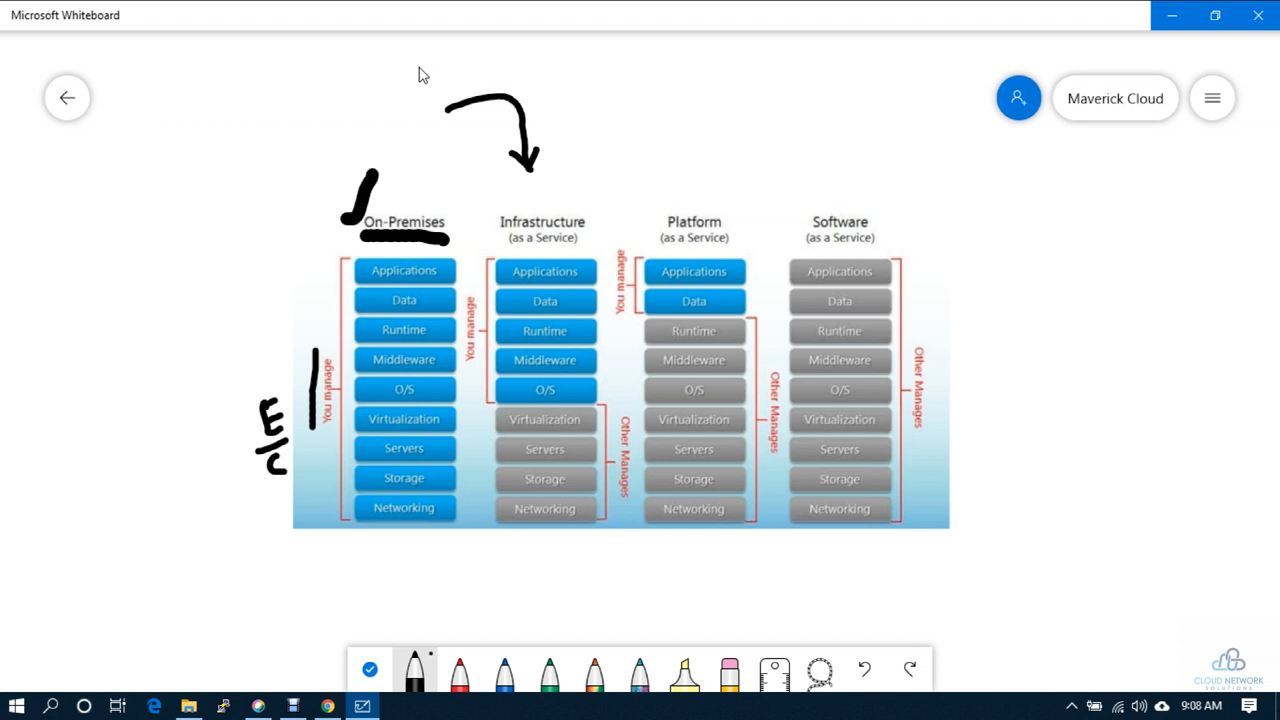 Microsoft Whiteboard
Maverick Cloud
On-Premises
Infrastructure
(as a Service)
Platform
(as a Service)
Software
(as a Service)
You manage
Applications
Data
Runtime
Middleware
O/S
Virtualization
Servers
Storage
Networking
You manage
Applications
Data
Runtime
Middleware
O/S
Virtualization
Servers
Storage
Networking
Other Manages
You manage
Applications
Data
Runtime
Middleware
O/S
Virtualization
Servers
Storage
Networking
Other Manages
Applications
Data
Runtime
Middleware
O/S
Virtualization
Servers
Storage
Networking
Other Manages
E
C
CLOUD NETWORK
SOLUTIONS
9:08 AM